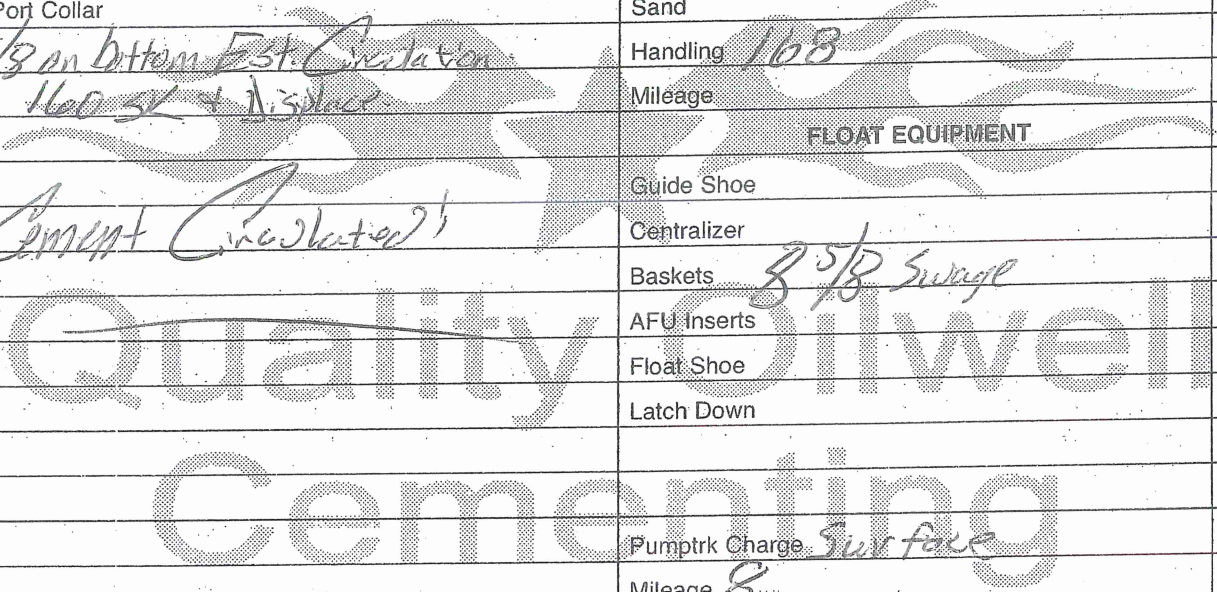 Port Collar
/8 on bottom Est. Circulation
160 SK & Displace
Cement Circulated!
Sand
Handling 168
Mileage
FLOAT EQUIPMENT
Guide Shoe
Centralizer
Baskets 8 5/8 Swage
AFU Inserts
Float Shoe
Latch Down
Pumptrk Charge Surface
Mileage 8
Quality Oilwell
Cementing